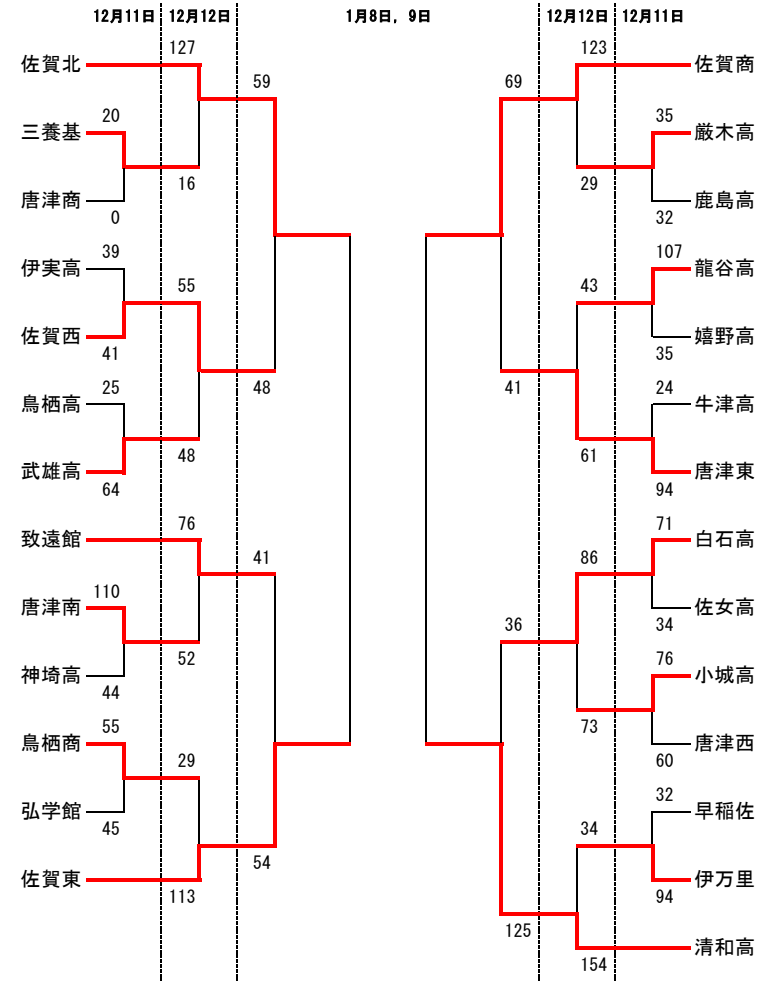 12月11日 12月12日 1月8日，9日 12月12日 12月11日
127 123
佐賀北 59 69 佐賀商
20 35
三養基 厳木高
16 29
唐津商 鹿島高
0 32
39 107
伊実高 龍谷高
55 43
佐賀西 嬉野高
41 35
25 48 41 24
鳥栖高 牛津高
48 61
武雄高 唐津東
64 94
76 71
致遠館 白石高
41 86
110
唐津南 佐女高
36 34
52 76
神埼高 小城高
44
55 73
鳥栖商 唐津西
29 60
32
弘学館 早稲佐
45 34
54
佐賀東 伊万里
113 94
125
清和高
154